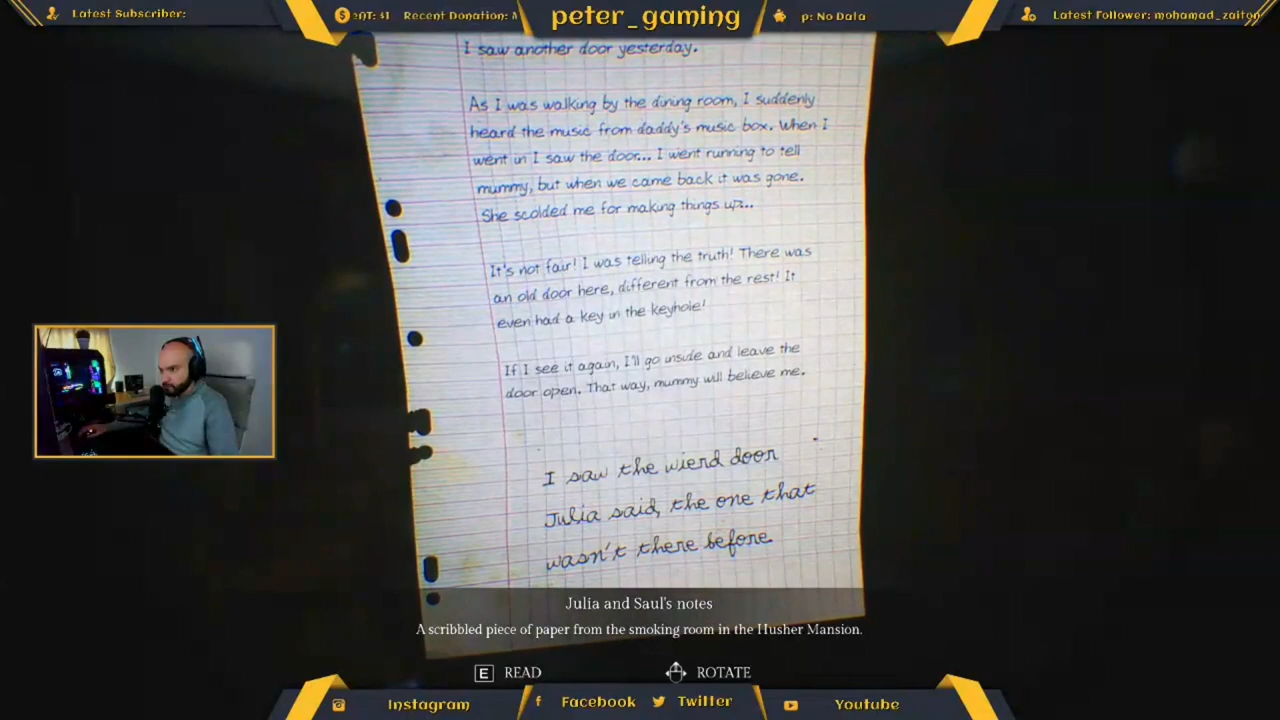 Latest Subscriber:
Recent Donation:
peter_gaming
p: No Data
Latest Follower: mohamad_zaiton
I saw another door yesterday.
As I was walking by the dining room, I suddenly
heard the music from daddy's music box. When I
went in I saw the door... I went running to tell
mummy, but when we came back it was gone.
She scolded me for making things up...
It's not fair! I was telling the truth! There was
an old door here, different from the rest! It
even had a key in the keyhole!
If I see it again, I'll go inside and leave the
door open. That way, mummy will believe me.
I saw the wierd door
Julia said, the one that
wasn't there before
Julia and Saul's notes
A scribbled piece of paper from the smoking room in the Husher Mansion.
E READ
ROTATE
Instagram
Facebook
Twitter
Youtube